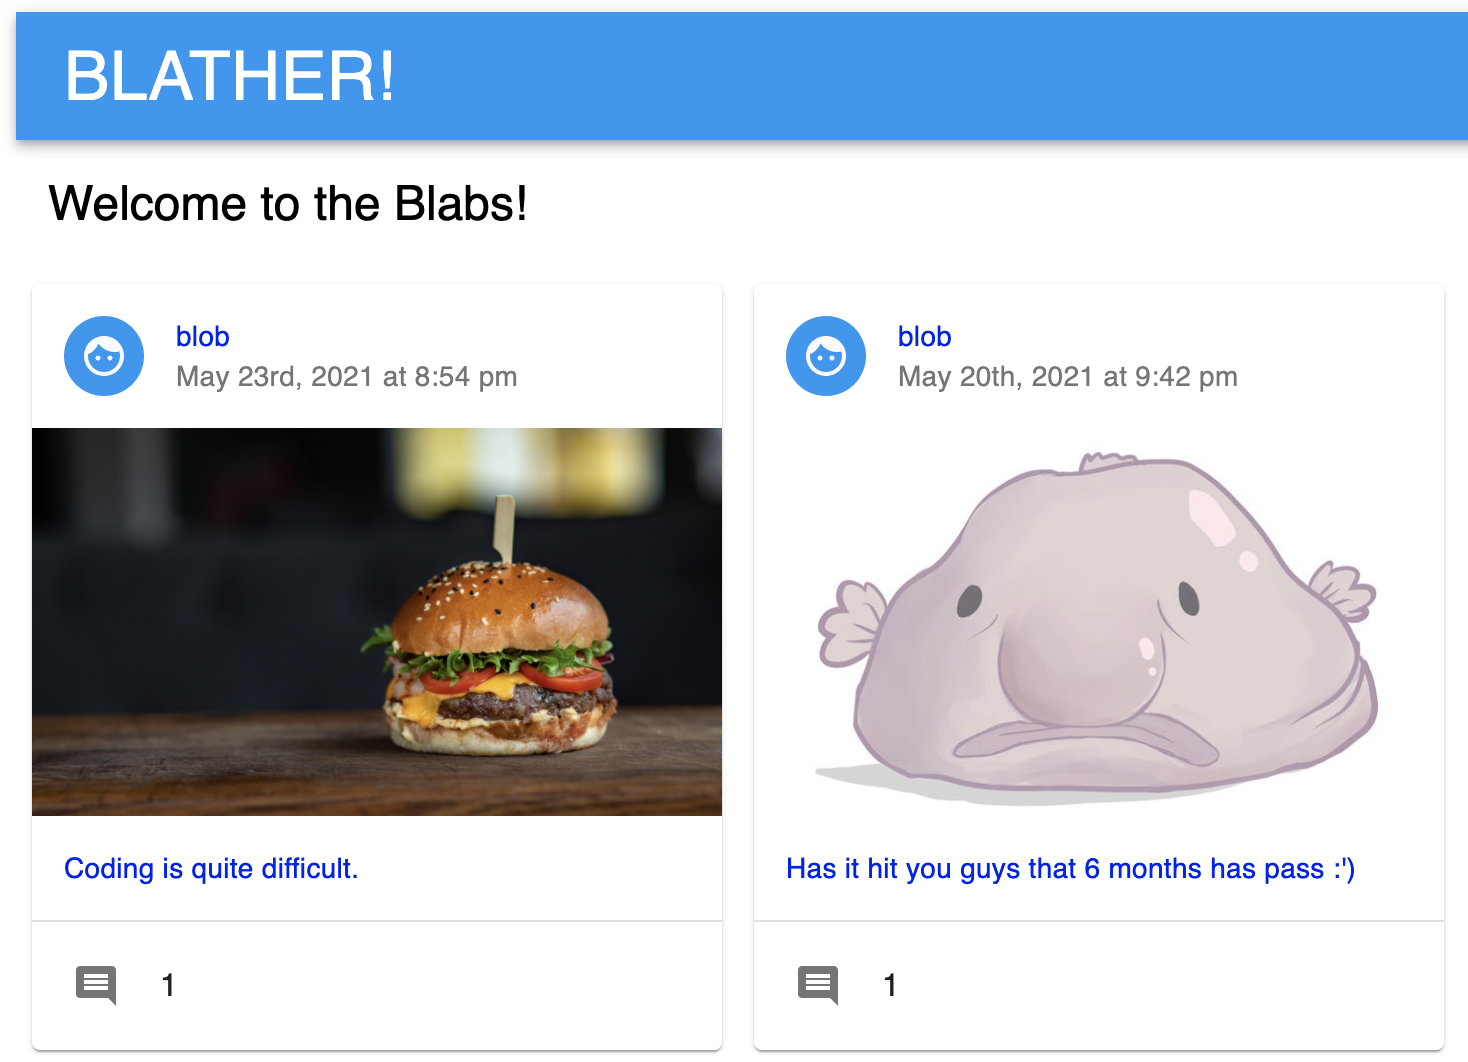 BLATHER!
Welcome to the Blabs!
blob
May 23rd, 2021 at 8:54 pm
Coding is quite difficult.
1
blob
May 20th, 2021 at 9:42 pm
Has it hit you guys that 6 months has pass :')
1